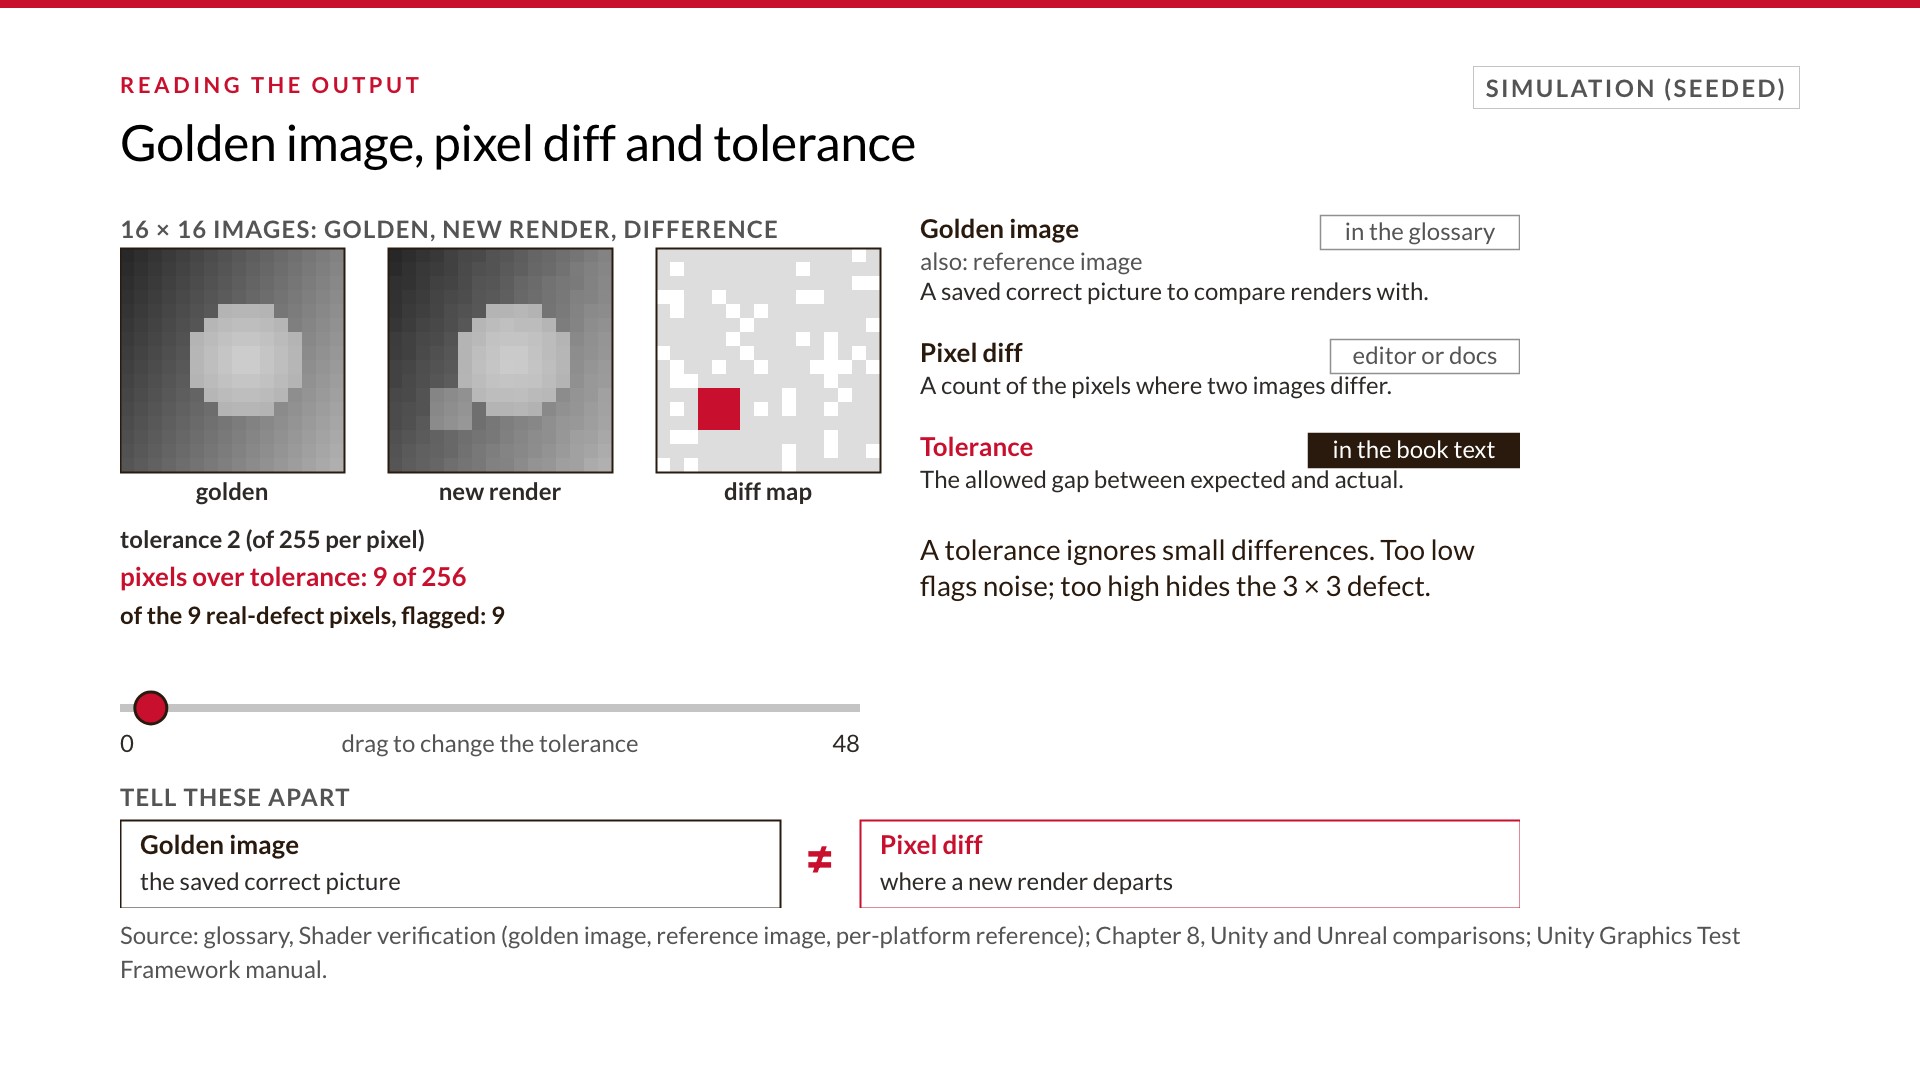 READING THE OUTPUT
SIMULATION (SEEDED)
Golden image, pixel diff and tolerance
16 × 16 IMAGES: GOLDEN, NEW RENDER, DIFFERENCE
golden
new render
diff map
tolerance 2 (of 255 per pixel)
pixels over tolerance: 9 of 256
of the 9 real-defect pixels, flagged: 9
0
drag to change the tolerance
48
Golden image
in the glossary
also: reference image
A saved correct picture to compare renders with.
Pixel diff
editor or docs
A count of the pixels where two images differ.
Tolerance
in the book text
The allowed gap between expected and actual.
A tolerance ignores small differences. Too low
flags noise; too high hides the 3 × 3 defect.
TELL THESE APART
Golden image
the saved correct picture
≠
Pixel diff
where a new render departs
Source: glossary, Shader verification (golden image, reference image, per-platform reference); Chapter 8, Unity and Unreal comparisons; Unity Graphics Test
Framework manual.